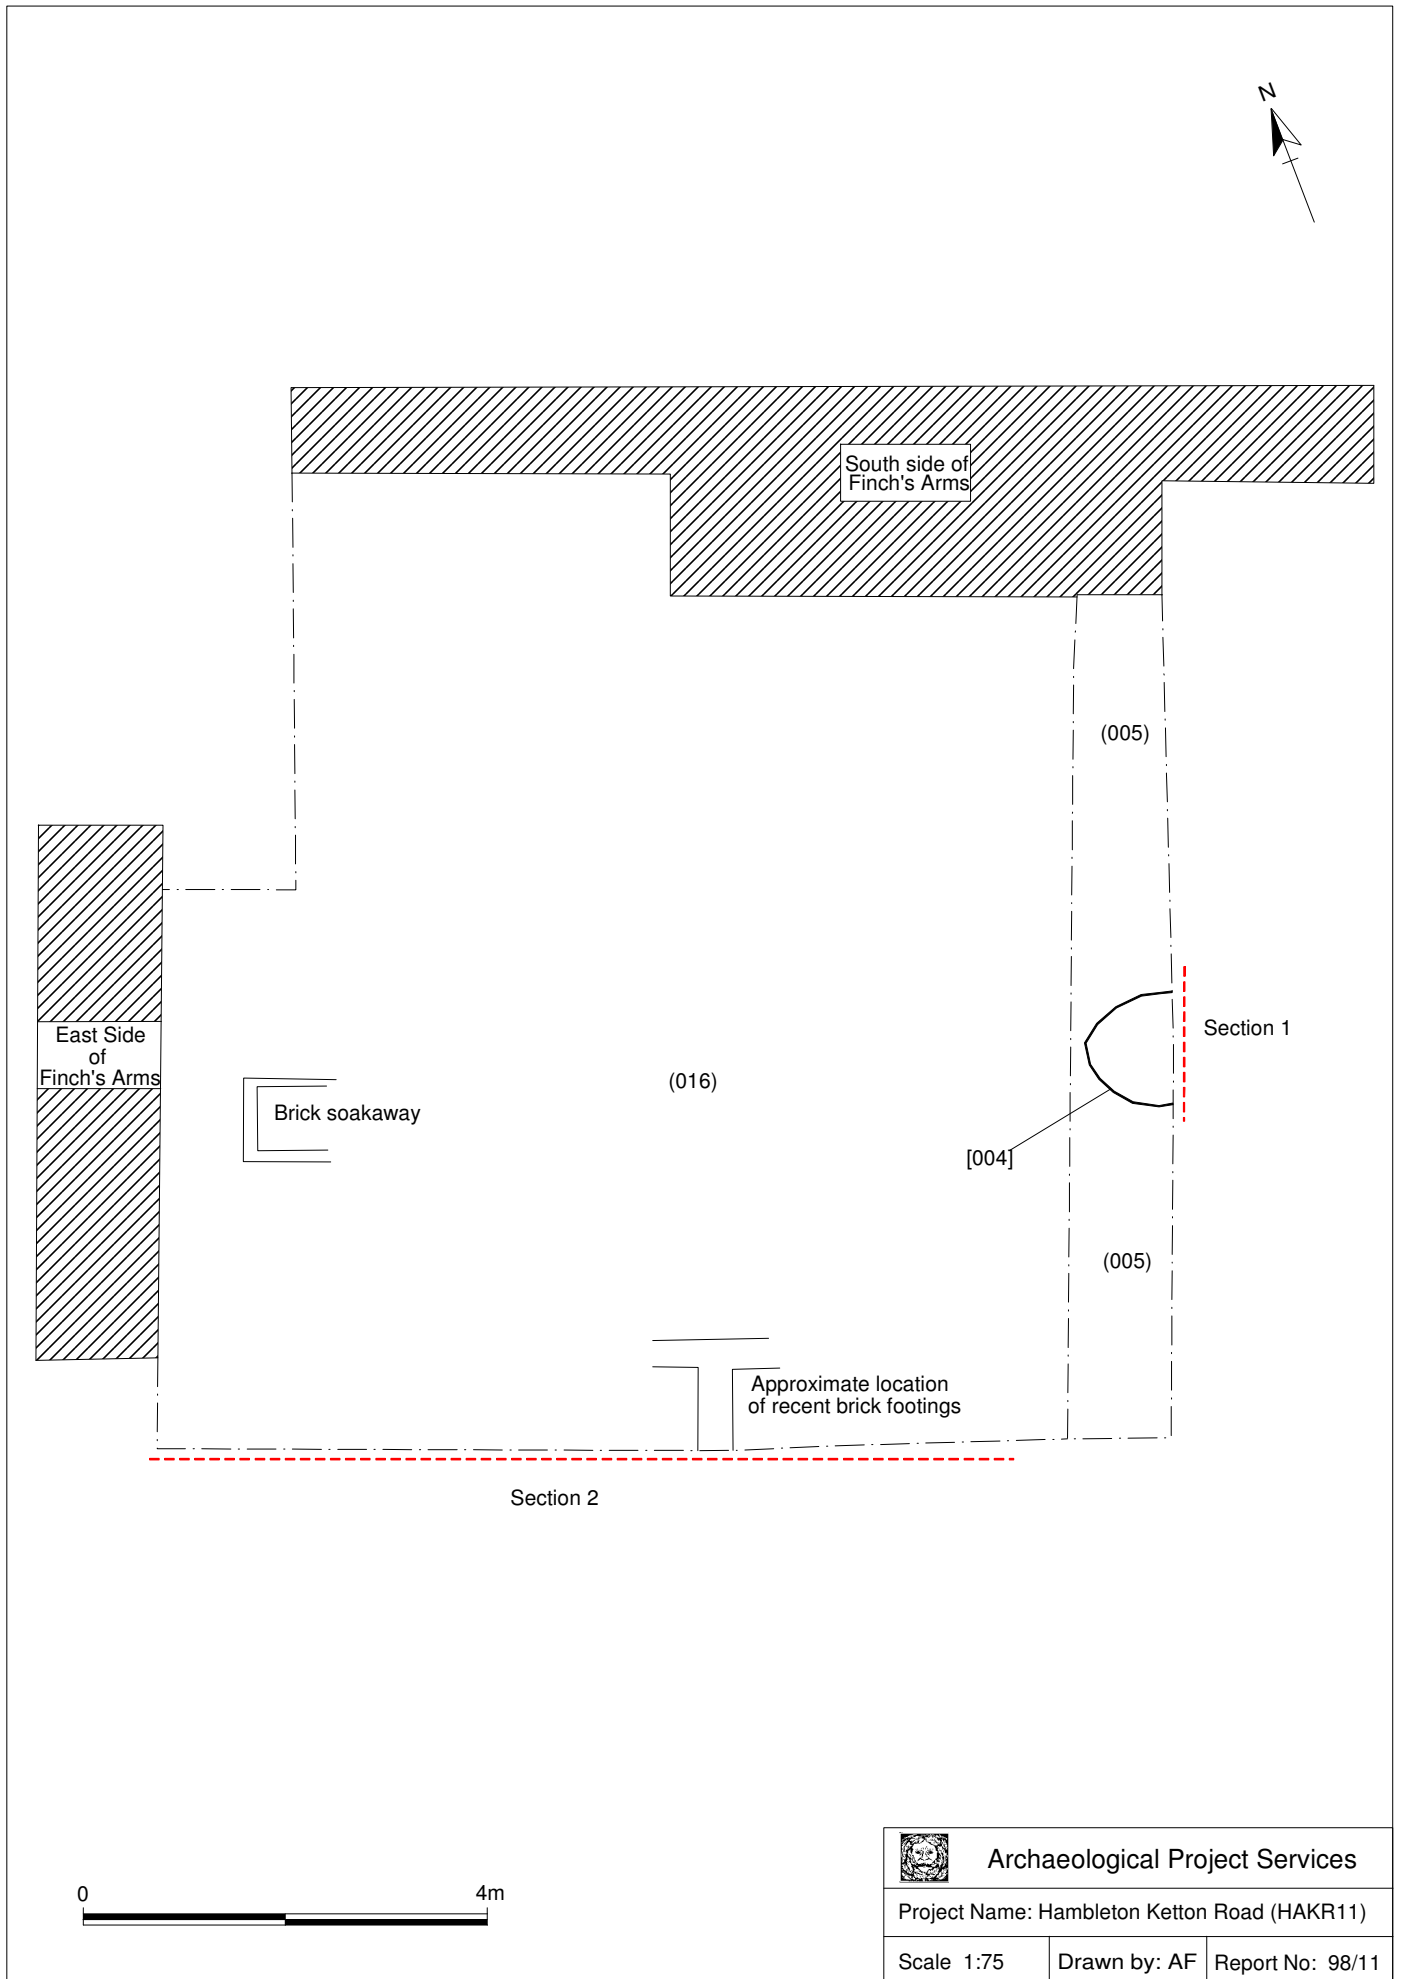 N
South side of
Finch's Arms
(005)
East Side
of
Finch's Arms
Section 1
Brick soakaway
(016)
[004]
(005)
Approximate location
of recent brick footings
Section 2
0 4m
Archaeological Project Services
Project Name: Hambleton Ketton Road (HAKR11)
Scale 1:75 Drawn by: AF Report No: 98/11